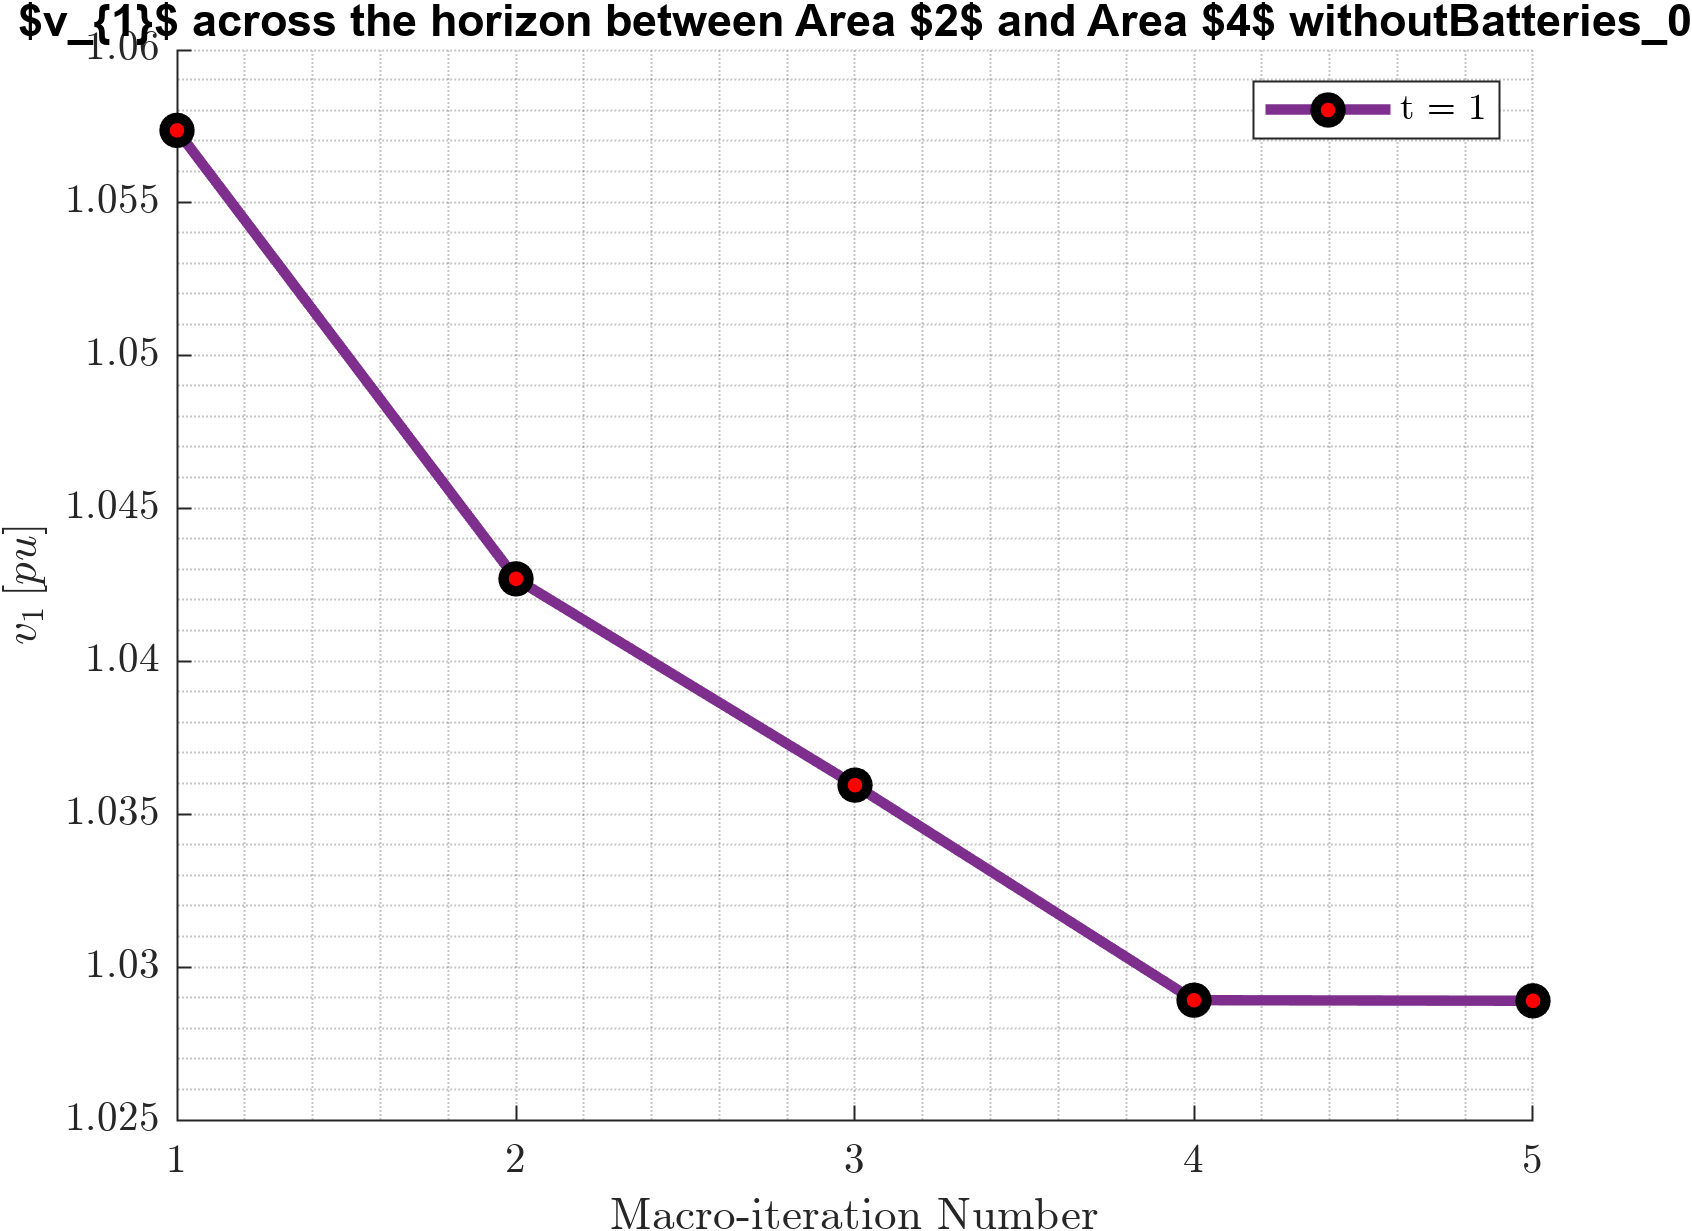 $v_{1}$ across the horizon between Area $2$ and Area $4$ withoutBatteries_0
1.06
1.055
1.05
1.045
1.04
1.035
1.03
1.025
v1 [pu]
t = 1
1 2 3 4 5
Macro-iteration Number